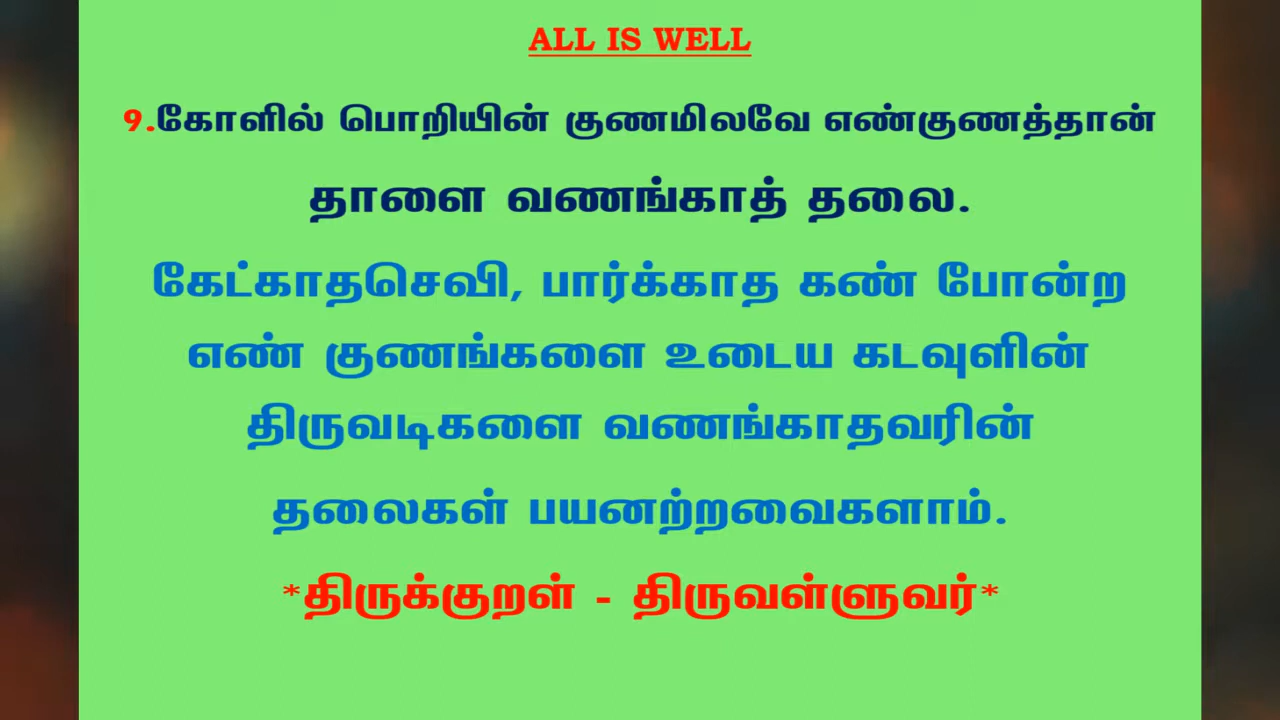 ALL IS WELL
9.கோளில் பொறியின் குணமிலவே எண்குணத்தான்
தாளை வணங்காத் தலை.
கேட்காதசெவி, பார்க்காத கண் போன்ற
எண் குணங்களை உடைய கடவுளின்
திருவடிகளை வணங்காதவரின்
தலைகள் பயனற்றவைகளாம்.
*திருக்குறள் - திருவள்ளுவர்*